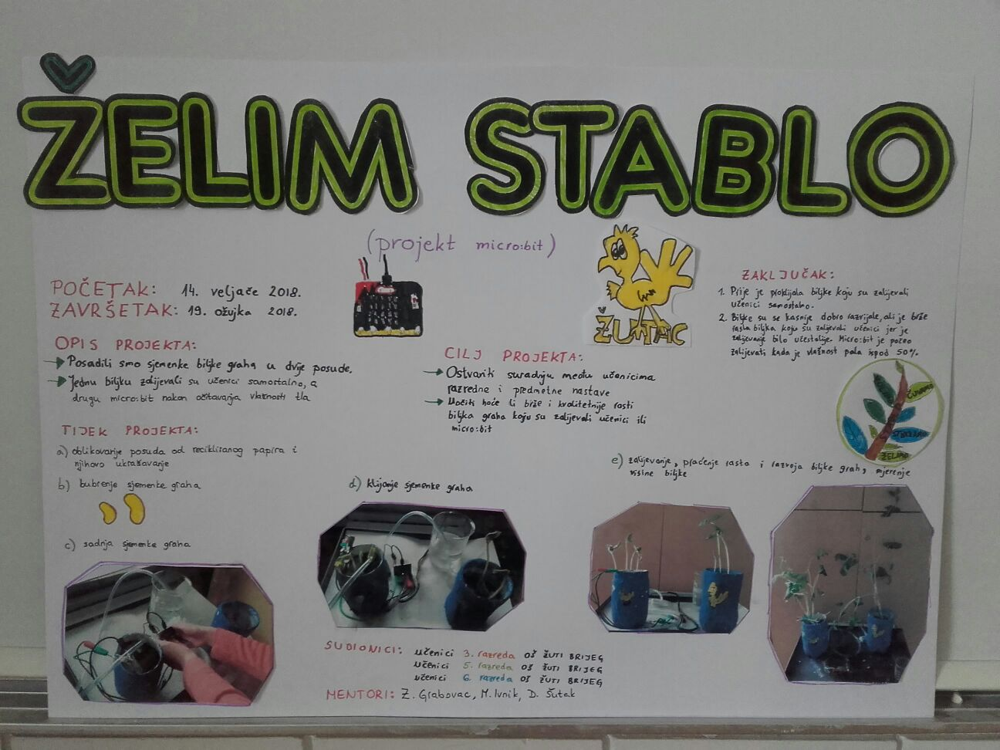 ŽELIM STABLO
(projekt micro:bit)
POČETAK: 14. veljače 2018.
ZAVRŠETAK: 19. ožujka 2018.
OPIS PROJEKTA:
Posadili smo sjemenke biljke graha u dvije posude.
Jednu biljku zalijevali su učenici samostalno, a
drugu micro:bit nakon očitavanja vlažnosti tla
TIJEK PROJEKTA:
a) oblikovanje posuda od recikliranog papira i
njihovo ukrašavanje
b) bubrenje sjemenke graha
c) sadnja sjemenke graha
CILJ PROJEKTA:
Ostvariti suradnju među učenicima
razredne i predmetne nastave
Uočiti hoće li brže i kvalitetnije rasti
biljka graha koju su zalijevali učenici ili
micro:bit
d) klijanje sjemenke graha
ŽUTAC
ZAKLJUČAK:
1. Prije je proklijala biljke koju su zalijevali
učenici samostalno.
2. Biljke su se kasnije dobro razvijale, ali je brže
rasla biljka koju su zalijevali učenici jer je
zalijevanje bilo učestalije. Micro:bit je počeo
zalijevati kada je vlažnost pala ispod 50%.
ČUVAMO
STVARAMO
ŽELIMO
e) zalijevanje, praćenje rasta i razvoja biljke graha, mjerenje
visine biljke
SUDIONICI: učenici 3. razreda OŠ ŽUTI BRIJEG
učenici 5. razreda OŠ ŽUTI BRIJEG
učenici 6. razreda OŠ ŽUTI BRIJEG
MENTORI: Ž. Grabovac, M. Ivnik, D. Šutak